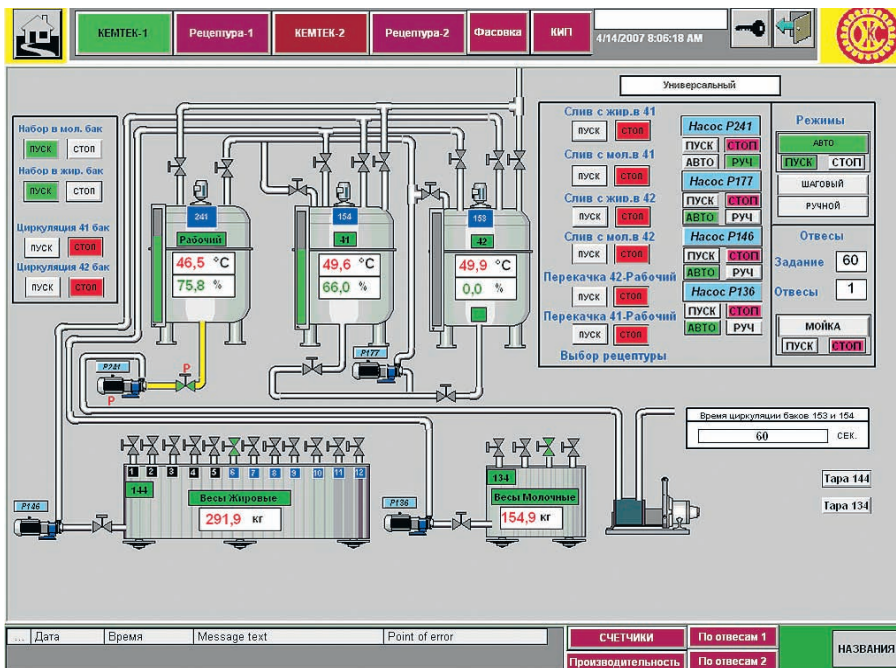 КЕМТЕК-1
Рецептура-1
КЕМТЕК-2
Рецептура-2
Фасовка
КИП
4/14/2007 8:06:18 AM
Универсальный
Набор в мол. бак
ПУСК СТОП
Набор в жир. бак
ПУСК СТОП
Циркуляция 41 бак
ПУСК СТОП
Циркуляция 42 бак
ПУСК СТОП
241
Рабочий
46,5 °C
75,8 %
154
41
49,6 °C
66,0 %
153
42
49,9 °C
0,0 %
Слив с жир.в 41
ПУСК СТОП
Слив с мол.в 41
ПУСК СТОП
Слив с жир.в 42
ПУСК СТОП
Слив с мол.в 42
ПУСК СТОП
Перекачка 42-Рабочий
ПУСК СТОП
Перекачка 41-Рабочий
ПУСК СТОП
Выбор рецептуры
Насос P241
ПУСК СТОП
АВТО РУЧ
Насос P177
ПУСК СТОП
АВТО РУЧ
Насос P146
ПУСК СТОП
АВТО РУЧ
Насос P136
ПУСК СТОП
АВТО РУЧ
Режимы
АВТО
ПУСК СТОП
ШАГОВЫЙ
РУЧНОЙ
Отвесы
Задание 60
Отвесы 1
МОЙКА
ПУСК СТОП
P241
P
P
P177
Время циркуляции баков 153 и 154
60 СЕК.
1 2 3 4 5 6 7 8 9 10 11 12
144
Весы Жировые
291,9 кг
P146
P136
134
Весы Молочные
154,9 кг
Тара 144
Тара 134
... Дата Время Message text Point of error
СЧЕТЧИКИ
По отвесам 1
Производительность
По отвесам 2
НАЗВАНИЯ